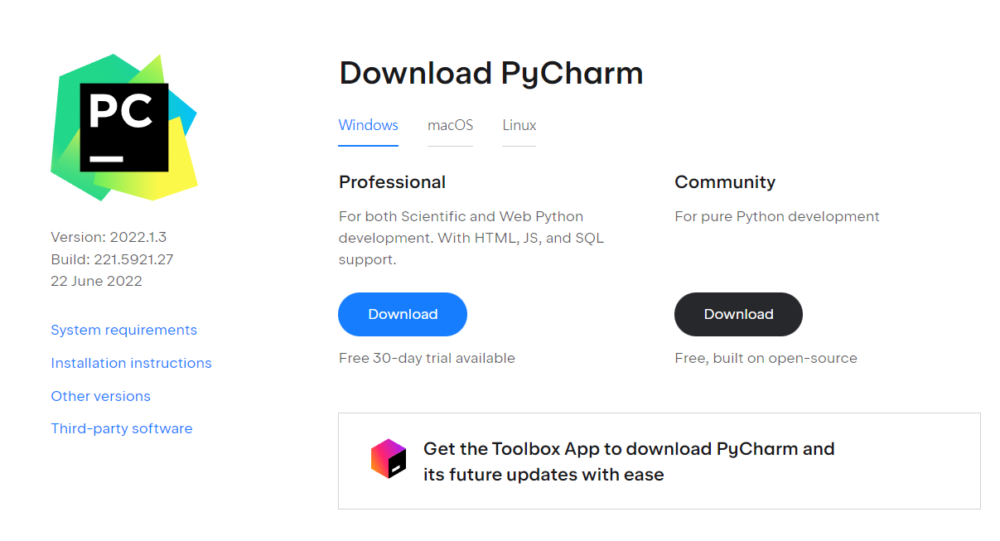 PC
Version: 2022.1.3
Build: 221.5921.27
22 June 2022
System requirements
Installation instructions
Other versions
Third-party software
Download PyCharm
Windows
macOS
Linux
Professional
For both Scientific and Web Python
development. With HTML, JS, and SQL
support.
Download
Free 30-day trial available
Community
For pure Python development
Download
Free, built on open-source
Get the Toolbox App to download PyCharm and
its future updates with ease